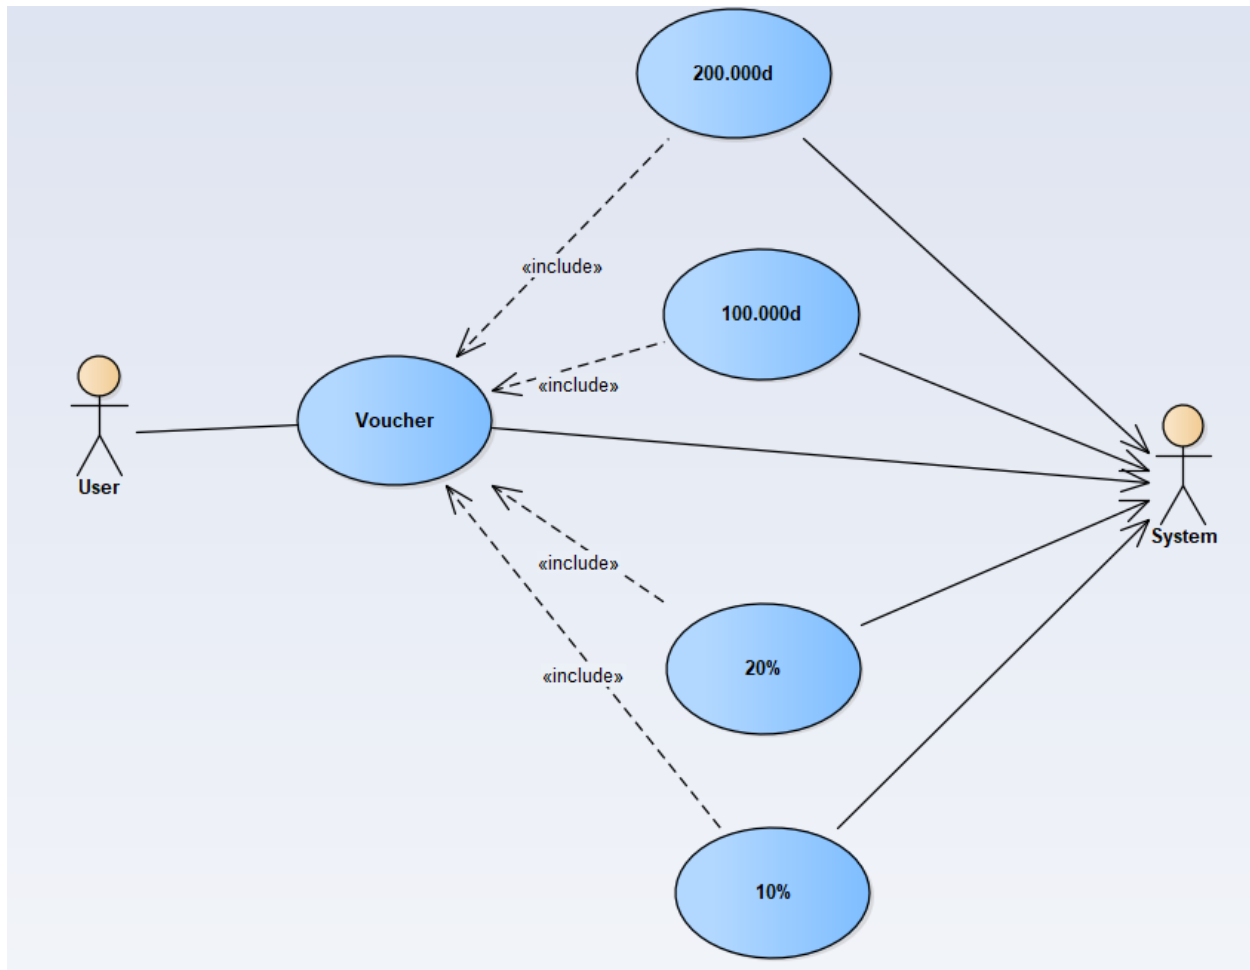 200.000d
«include»
100.000d
«include»
Voucher
User
System
«include»
20%
«include»
10%